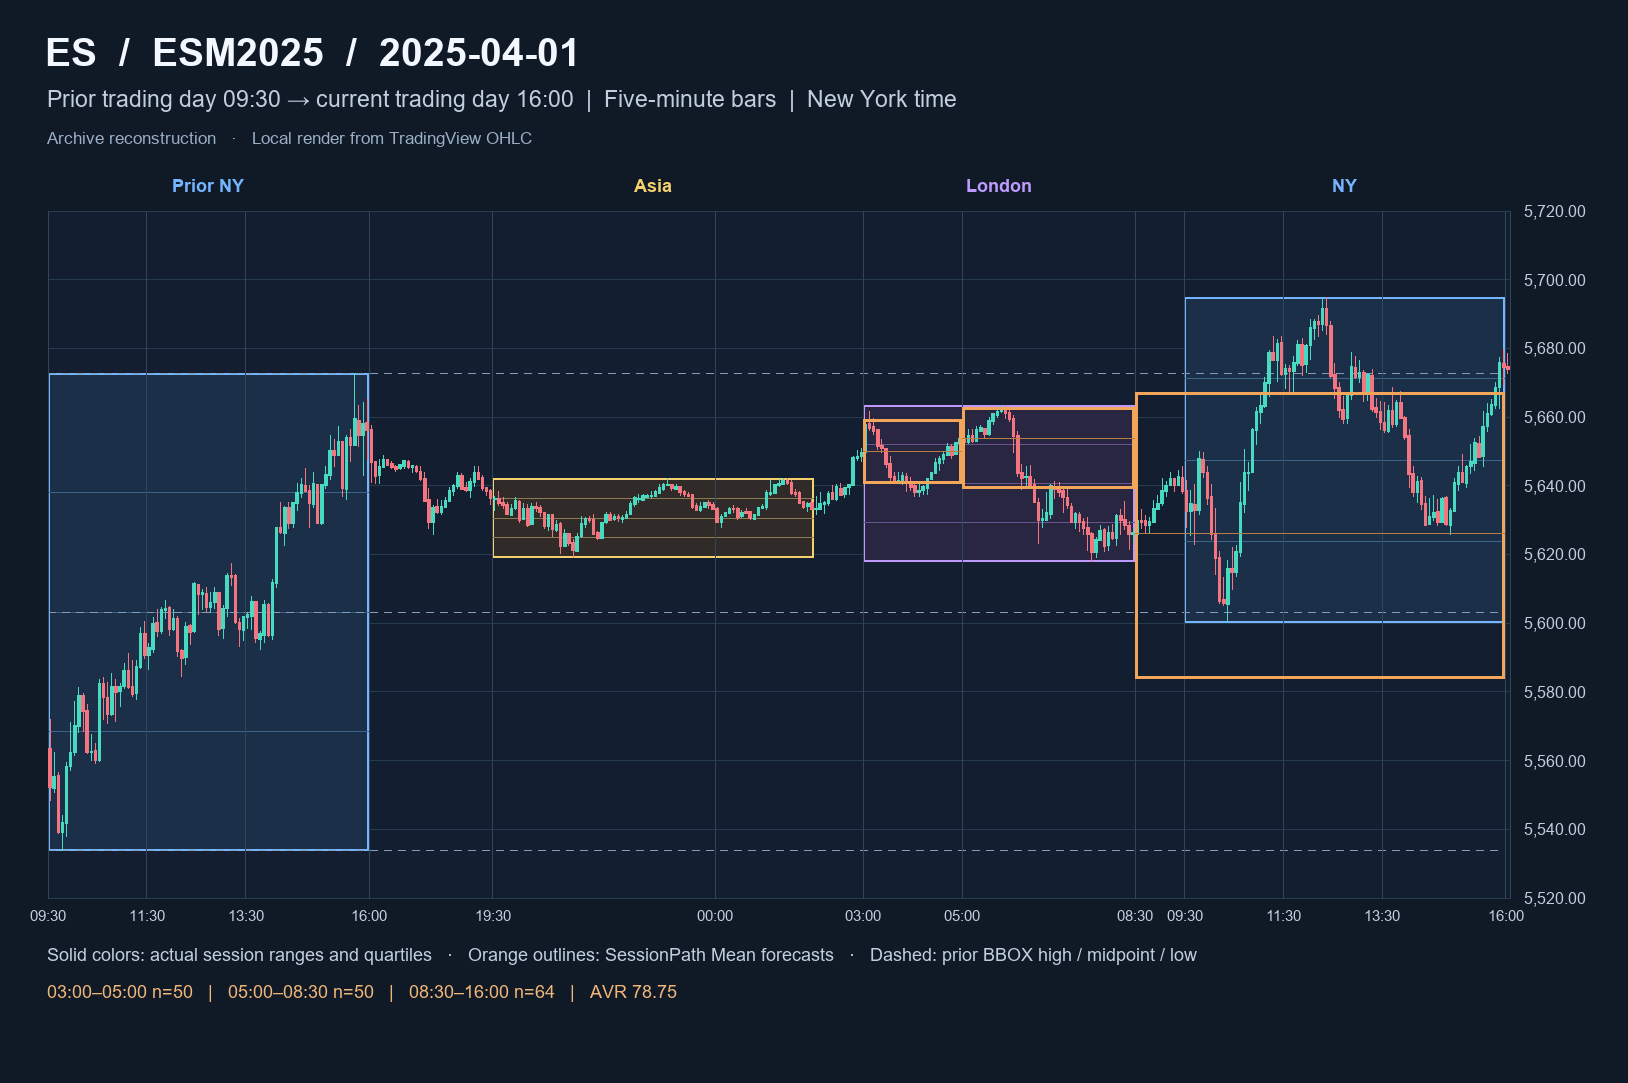 ES / ESM2025 / 2025-04-01
Prior trading day 09:30 → current trading day 16:00 | Five-minute bars | New York time
Archive reconstruction · Local render from TradingView OHLC
Prior NY Asia London NY
5,720.00
5,700.00
5,680.00
5,660.00
5,640.00
5,620.00
5,600.00
5,580.00
5,560.00
5,540.00
5,520.00
09:30 11:30 13:30 16:00 19:30 00:00 03:00 05:00 08:30 09:30 11:30 13:30 16:00
Solid colors: actual session ranges and quartiles · Orange outlines: SessionPath Mean forecasts · Dashed: prior BBOX high / midpoint / low
03:00–05:00 n=50 | 05:00–08:30 n=50 | 08:30–16:00 n=64 | AVR 78.75